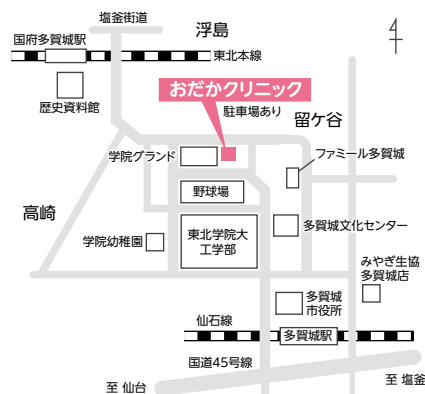 塩釜街道
浮島
国府多賀城駅
東北本線
歴史資料館
おだかクリニック
駐車場あり
留ケ谷
学院グランド
ファミール多賀城
野球場
高崎
学院幼稚園
東北学院大
工学部
多賀城文化センター
みやぎ生協
多賀城店
多賀城
市役所
仙石線
多賀城駅
国道45号線
至 塩釜
至 仙台